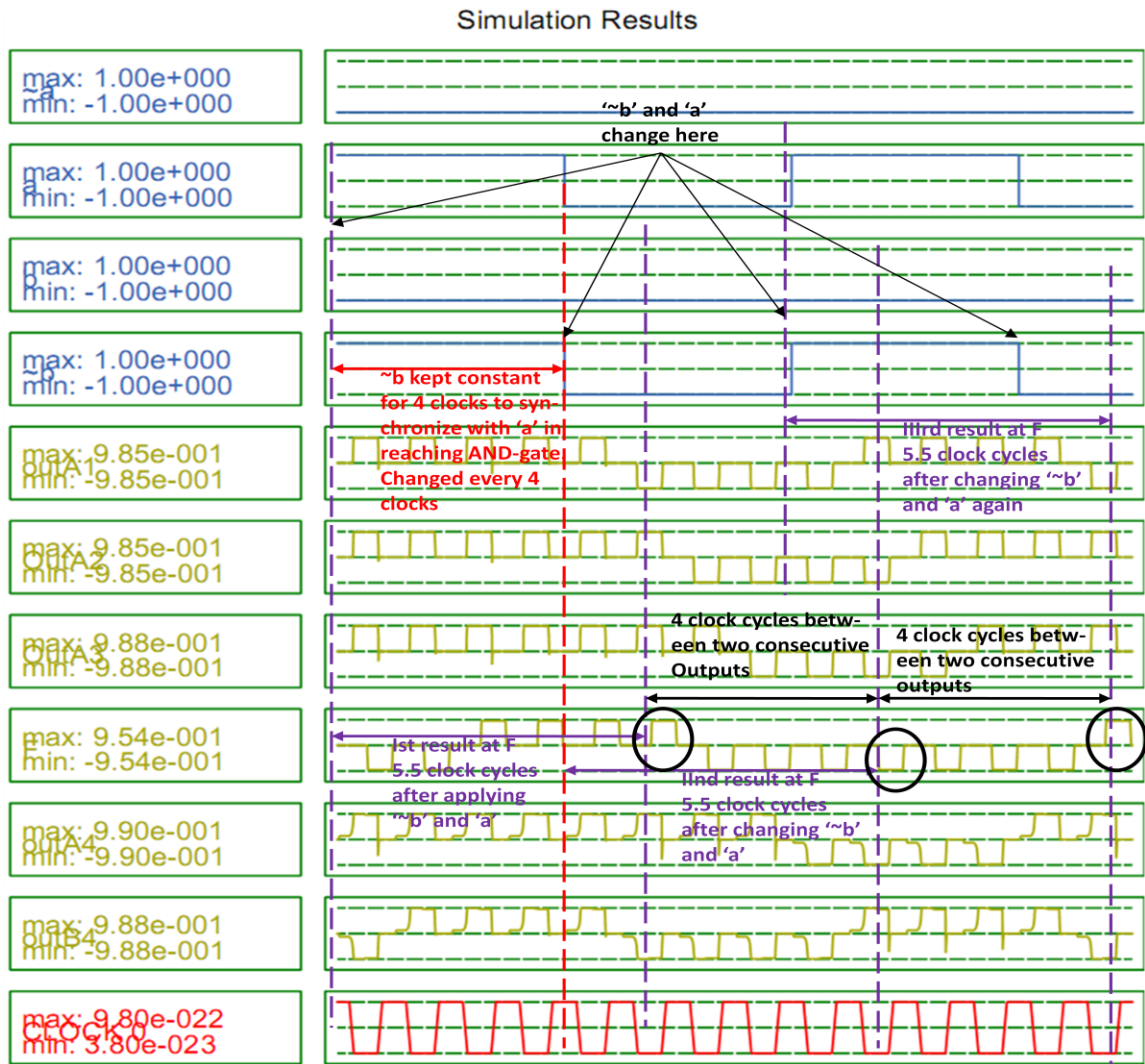 Simulation Results
max: 1.00e+000
~a
min: -1.00e+000
max: 1.00e+000
a
min: -1.00e+000
max: 1.00e+000
b
min: -1.00e+000
max: 1.00e+000
~b
min: -1.00e+000
max: 9.85e-001
outA1
min: -9.85e-001
max: 9.85e-001
OutA2
min: -9.85e-001
max: 9.88e-001
OutA3
min: -9.88e-001
max: 9.54e-001
F
min: -9.54e-001
max: 9.90e-001
outA4
min: -9.90e-001
max: 9.88e-001
outB4
min: -9.88e-001
max: 9.80e-022
CLOCK 0
min: 3.80e-023
‘~b’ and ‘a’
change here
~b kept constant
for 4 clocks to syn-
chronize with ‘a’ in
reaching AND-gate.
Changed every 4
clocks
IIIrd result at F
5.5 clock cycles
after changing ‘~b’
and ‘a’ again
4 clock cycles betw-
een two consecutive
Outputs
4 clock cycles betw-
een two consecutive
outputs
Ist result at F
5.5 clock cycles
after applying
‘~b’ and ‘a’
IInd result at F
5.5 clock cycles
after changing ‘~b’
and ‘a’